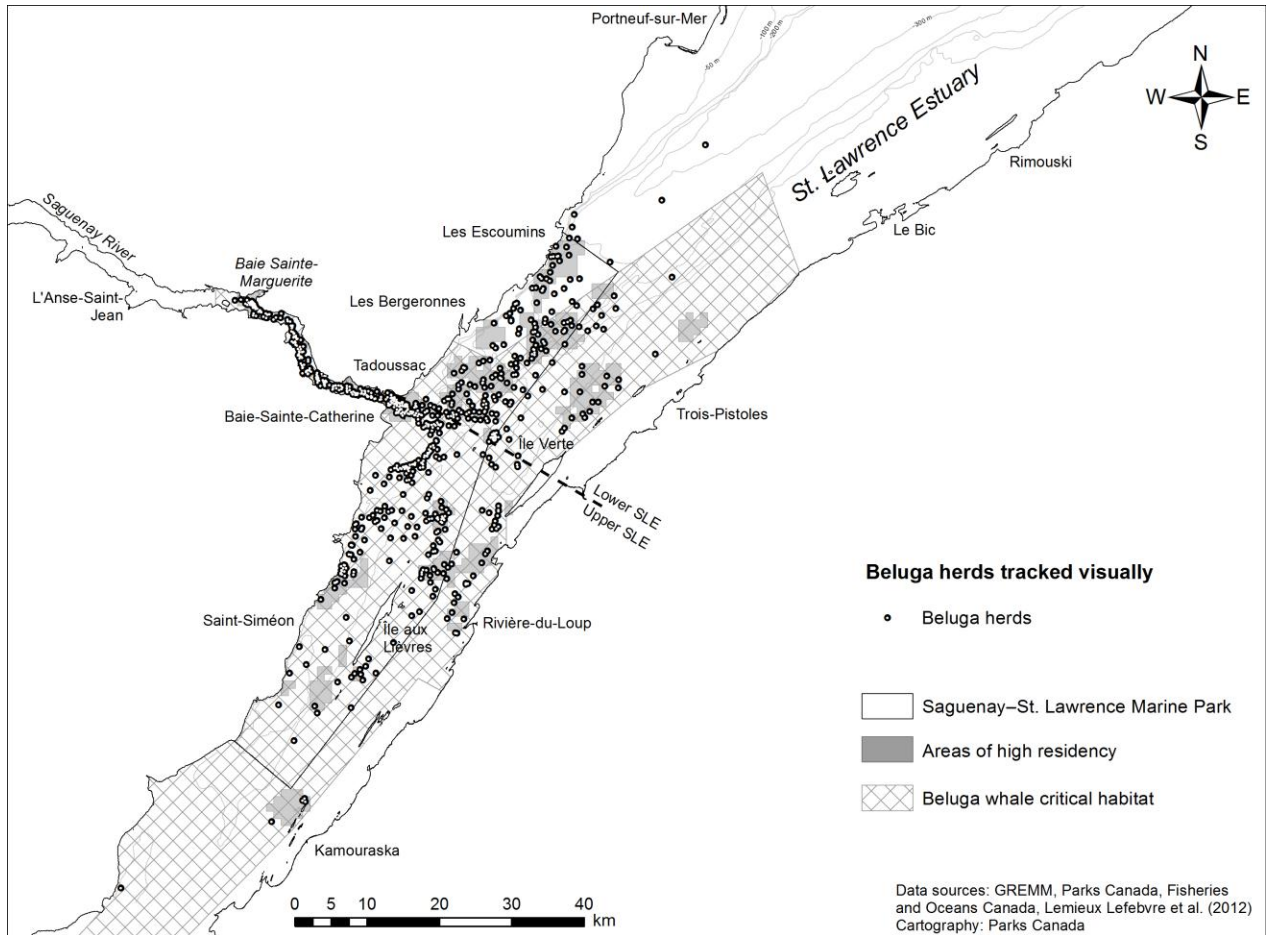 Portneuf-sur-Mer
-50 m
-100 m
-200 m
-300 m
N
W
E
S
St. Lawrence Estuary
Rimouski
Le Bic
Les Escoumins
Saguenay River
Baie Sainte-
Marguerite
L'Anse-Saint-
Jean
Les Bergeronnes
Tadoussac
Baie-Sainte-Catherine
Trois-Pistoles
Île Verte
Lower SLE
Upper SLE
Saint-Siméon
Île aux
Lièvres
Rivière-du-Loup
Kamouraska
Beluga herds tracked visually
Beluga herds
Saguenay–St. Lawrence Marine Park
Areas of high residency
Beluga whale critical habitat
0 5 10 20 30 40
km
Data sources: GREMM, Parks Canada, Fisheries
and Oceans Canada, Lemieux Lefebvre et al. (2012)
Cartography: Parks Canada